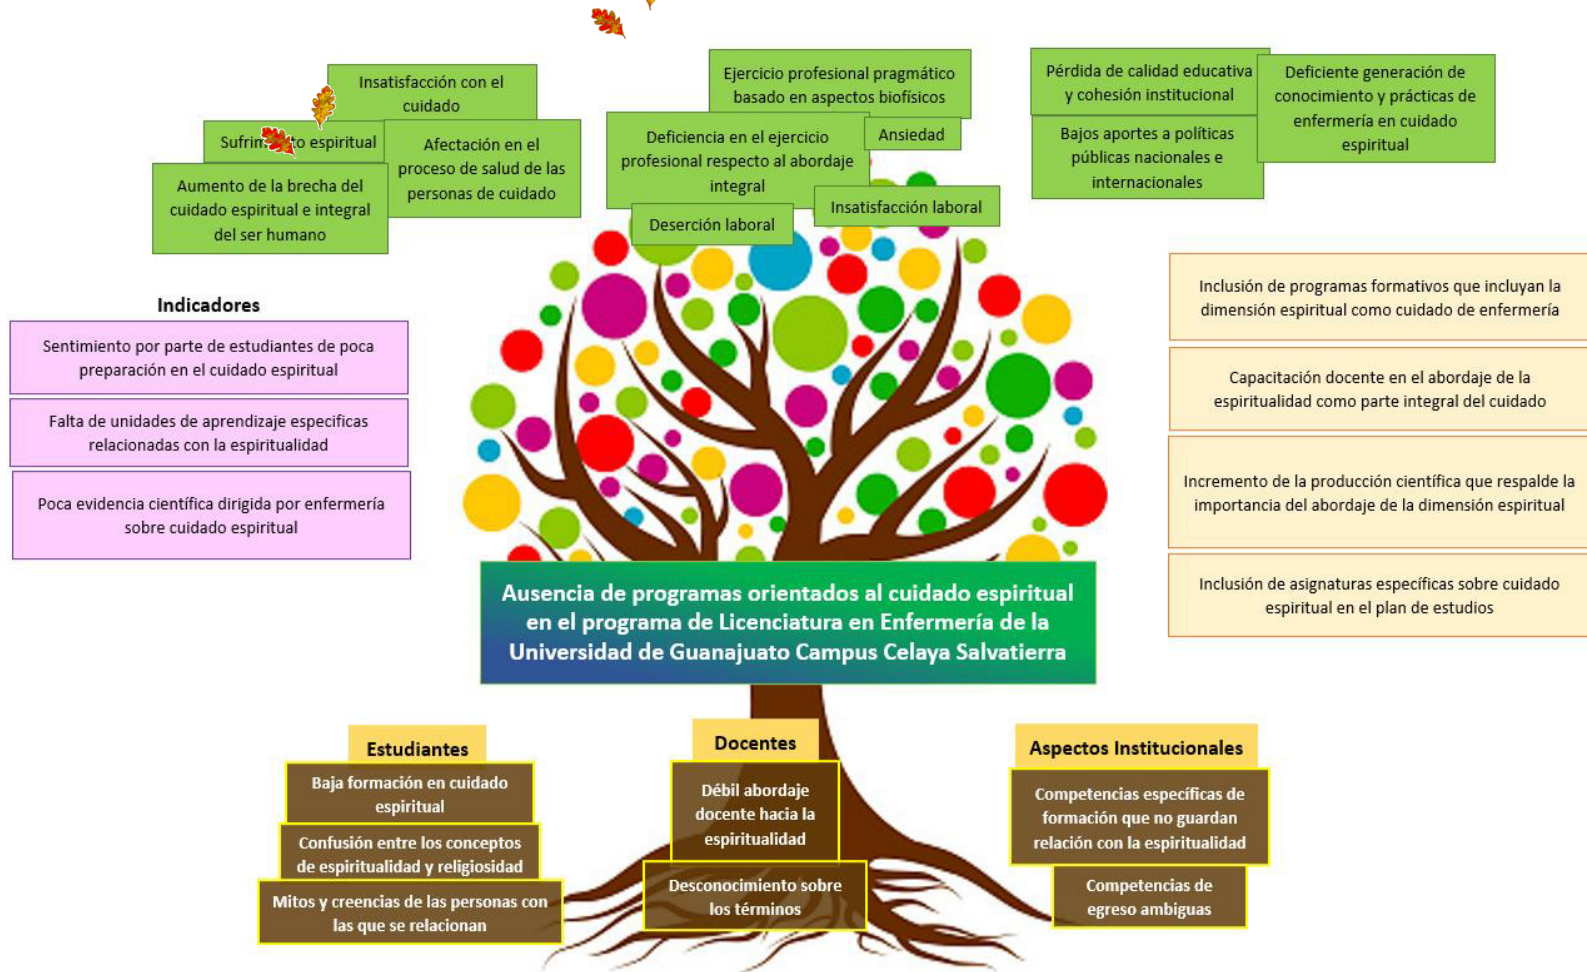 Insatisfacción con el
cuidado
espiritual
Afectación en el
proceso de salud de las
personas de cuidado
Aumento de la brecha del
cuidado espiritual e integral
del ser humano
Ejercicio profesional pragmático
basado en aspectos biofísicos
Deficiencia en el ejercicio
profesional respecto al abordaje
integral
Ansiedad
Insatisfacción laboral
Deserción laboral
Pérdida de calidad educativa
y cohesión institucional
Bajos aportes a políticas
públicas nacionales e
internacionales
Deficiente generación de
conocimiento y prácticas de
enfermería en cuidado
espiritual
Indicadores
Sentimiento por parte de estudiantes de poca
preparación en el cuidado espiritual
Falta de unidades de aprendizaje especificas
relacionadas con la espiritualidad
Poca evidencia científica dirigida por enfermería
sobre cuidado espiritual
Inclusión de programas formativos que incluyan la
dimensión espiritual como cuidado de enfermería
Capacitación docente en el abordaje de la
espiritualidad como parte integral del cuidado
Incremento de la producción científica que respalde la
importancia del abordaje de la dimensión espiritual
Inclusión de asignaturas específicas sobre cuidado
espiritual en el plan de estudios
Ausencia de programas orientados al cuidado espiritual
en el programa de Licenciatura en Enfermería de la
Universidad de Guanajuato Campus Celaya Salvatierra
Estudiantes
Baja formación en cuidado
espiritual
Confusión entre los conceptos
de espiritualidad y religiosidad
Mitos y creencias de las personas con
las que se relacionan
Docentes
Débil abordaje
docente hacia la
espiritualidad
Desconocimiento sobre
los términos
Aspectos Institucionales
Competencias específicas de
formación que no guardan
relación con la espiritualidad
Competencias de
egreso ambiguas